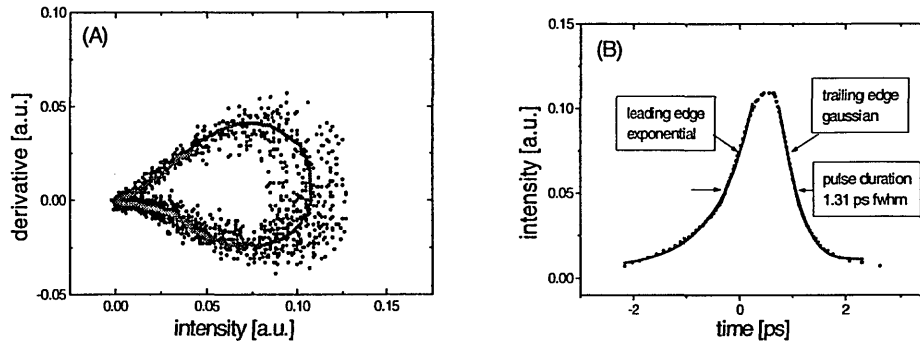 (A)
0.10
0.05
0.00
-0.05
derivative [a.u.]
0.00
0.05
0.10
0.15
intensity [a.u.]
(B)
0.15
0.10
0.05
0.00
intensity [a.u.]
leading edge
exponential
trailing edge
gaussian
pulse duration
1.31 ps fwhm
-2
0
2
time [ps]